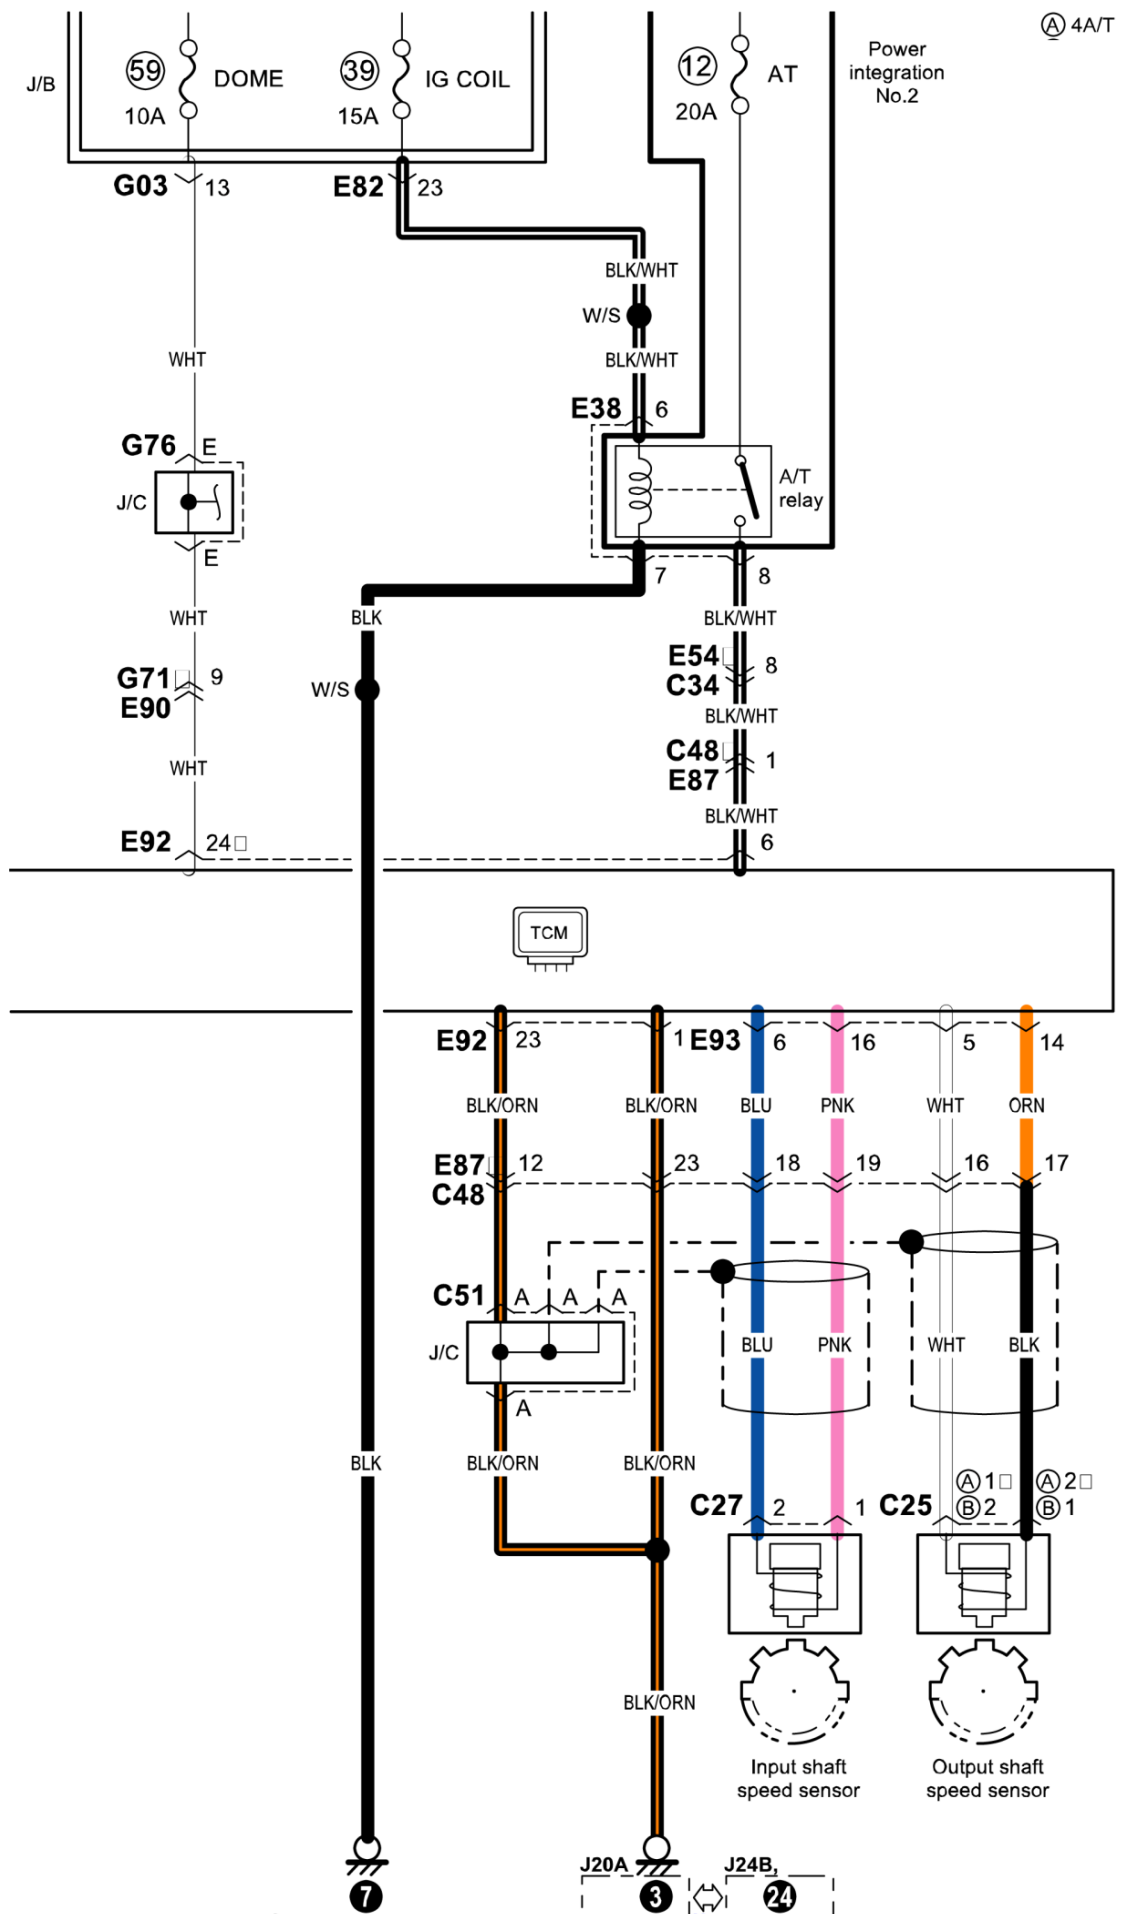 Ⓐ 4A/T
J/B
59
DOME
10A
39
IG COIL
15A
12
AT
20A
Power
integration
No.2
G03 13
E82 23
BLK/WHT
W/S
BLK/WHT
WHT
E38 6
G76 E
J/C
E
A/T
relay
7
8
WHT
BLK
BLK/WHT
E54□ 8
C34
G71□ 9
E90
W/S
BLK/WHT
C48□ 1
E87
WHT
BLK/WHT
E92 24□
6
TCM
E92 23
1
E93 6
16
5
14
BLK/ORN
BLK/ORN
BLU
PNK
WHT
ORN
E87□ 12
23
18
19
16
17
C48
C51 A
A
A
J/C
BLU
PNK
WHT
BLK
A
BLK
BLK/ORN
BLK/ORN
C27 2
1
C25 Ⓐ1□
Ⓑ2
Ⓐ2□
Ⓑ1
BLK/ORN
Input shaft
speed sensor
Output shaft
speed sensor
J20A
J24B,
7
3
24